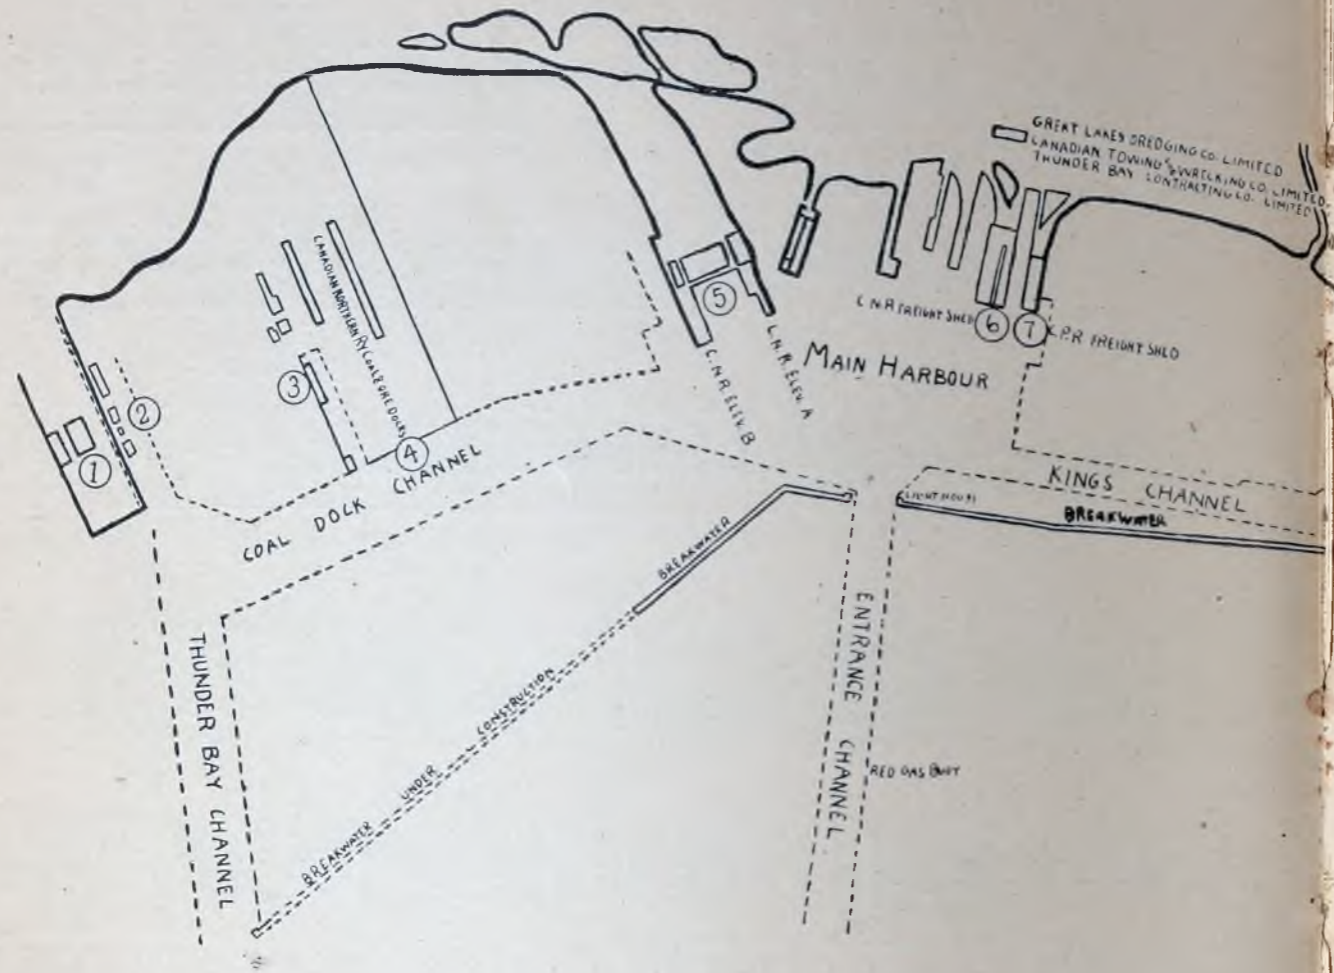 GREAT LAKES DREDGING CO. LIMITED
CANADIAN TOWING & WRECKING CO. LIMITED.
THUNDER BAY CONTRACTING CO. LIMITED
CANADIAN NORTHERN RY COAL & ORE DOCKS
1
2
3
4
5
6
7
C.N.R. ELEV. B
C.N.R. ELEV. A
C.N.R FREIGHT SHED
C.P.R FREIGHT SHED
MAIN HARBOUR
COAL DOCK CHANNEL
KINGS CHANNEL
LIGHT HOUSE
BREAKWATER
BREAKWATER
ENTRANCE CHANNEL
RED GAS BUOY
THUNDER BAY CHANNEL
BREAKWATER UNDER CONSTRUCTION